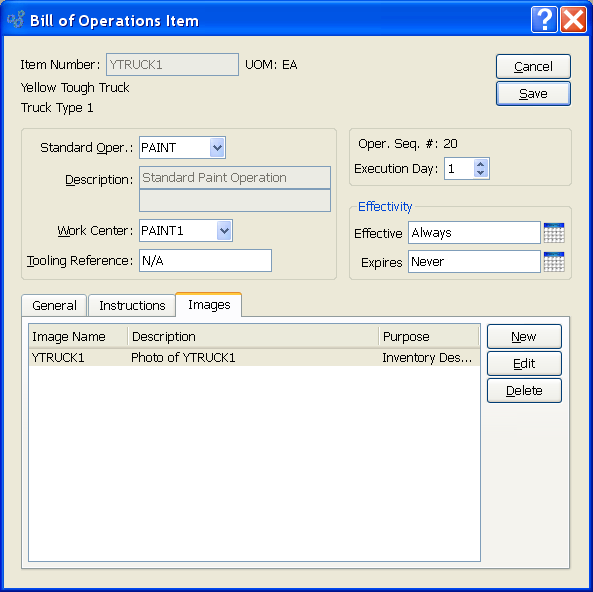 Bill of Operations Item
Item Number: YTRUCK1 UOM: EA
Yellow Tough Truck
Truck Type 1
Cancel
Save
Standard Oper.: PAINT
Description: Standard Paint Operation
Work Center: PAINT1
Tooling Reference: N/A
Oper. Seq. #: 20
Execution Day: 1
Effectivity
Effective Always
Expires Never
General Instructions Images
Image Name Description Purpose
YTRUCK1 Photo of YTRUCK1 Inventory Des...
New
Edit
Delete